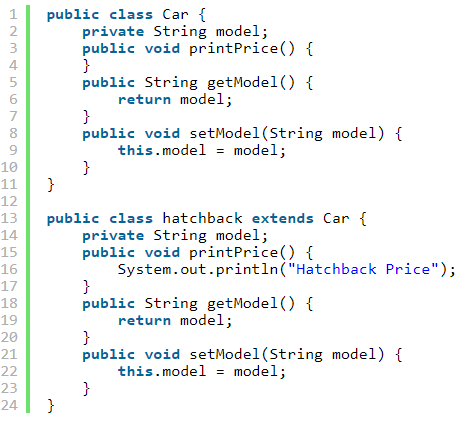 1 public class Car {
2     private String model;
3     public void printPrice() {
4     }
5     public String getModel() {
6         return model;
7     }
8     public void setModel(String model) {
9         this.model = model;
10     }
11 }
12
13 public class hatchback extends Car {
14     private String model;
15     public void printPrice() {
16         System.out.println("Hatchback Price");
17     }
18     public String getModel() {
19         return model;
20     }
21     public void setModel(String model) {
22         this.model = model;
23     }
24 }